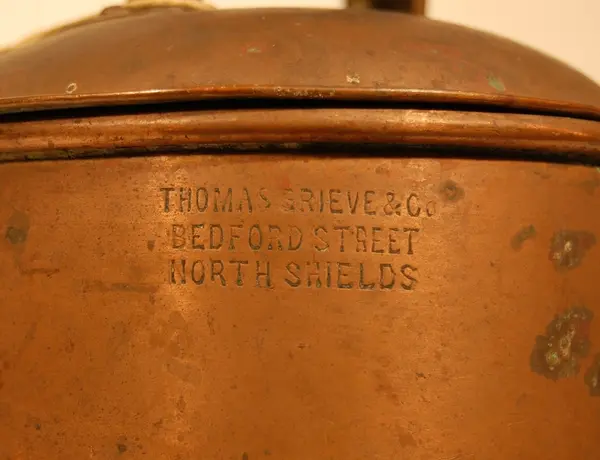 THOMAS GRIEVE & Co
BEDFORD STREET
NORTH SHIELDS